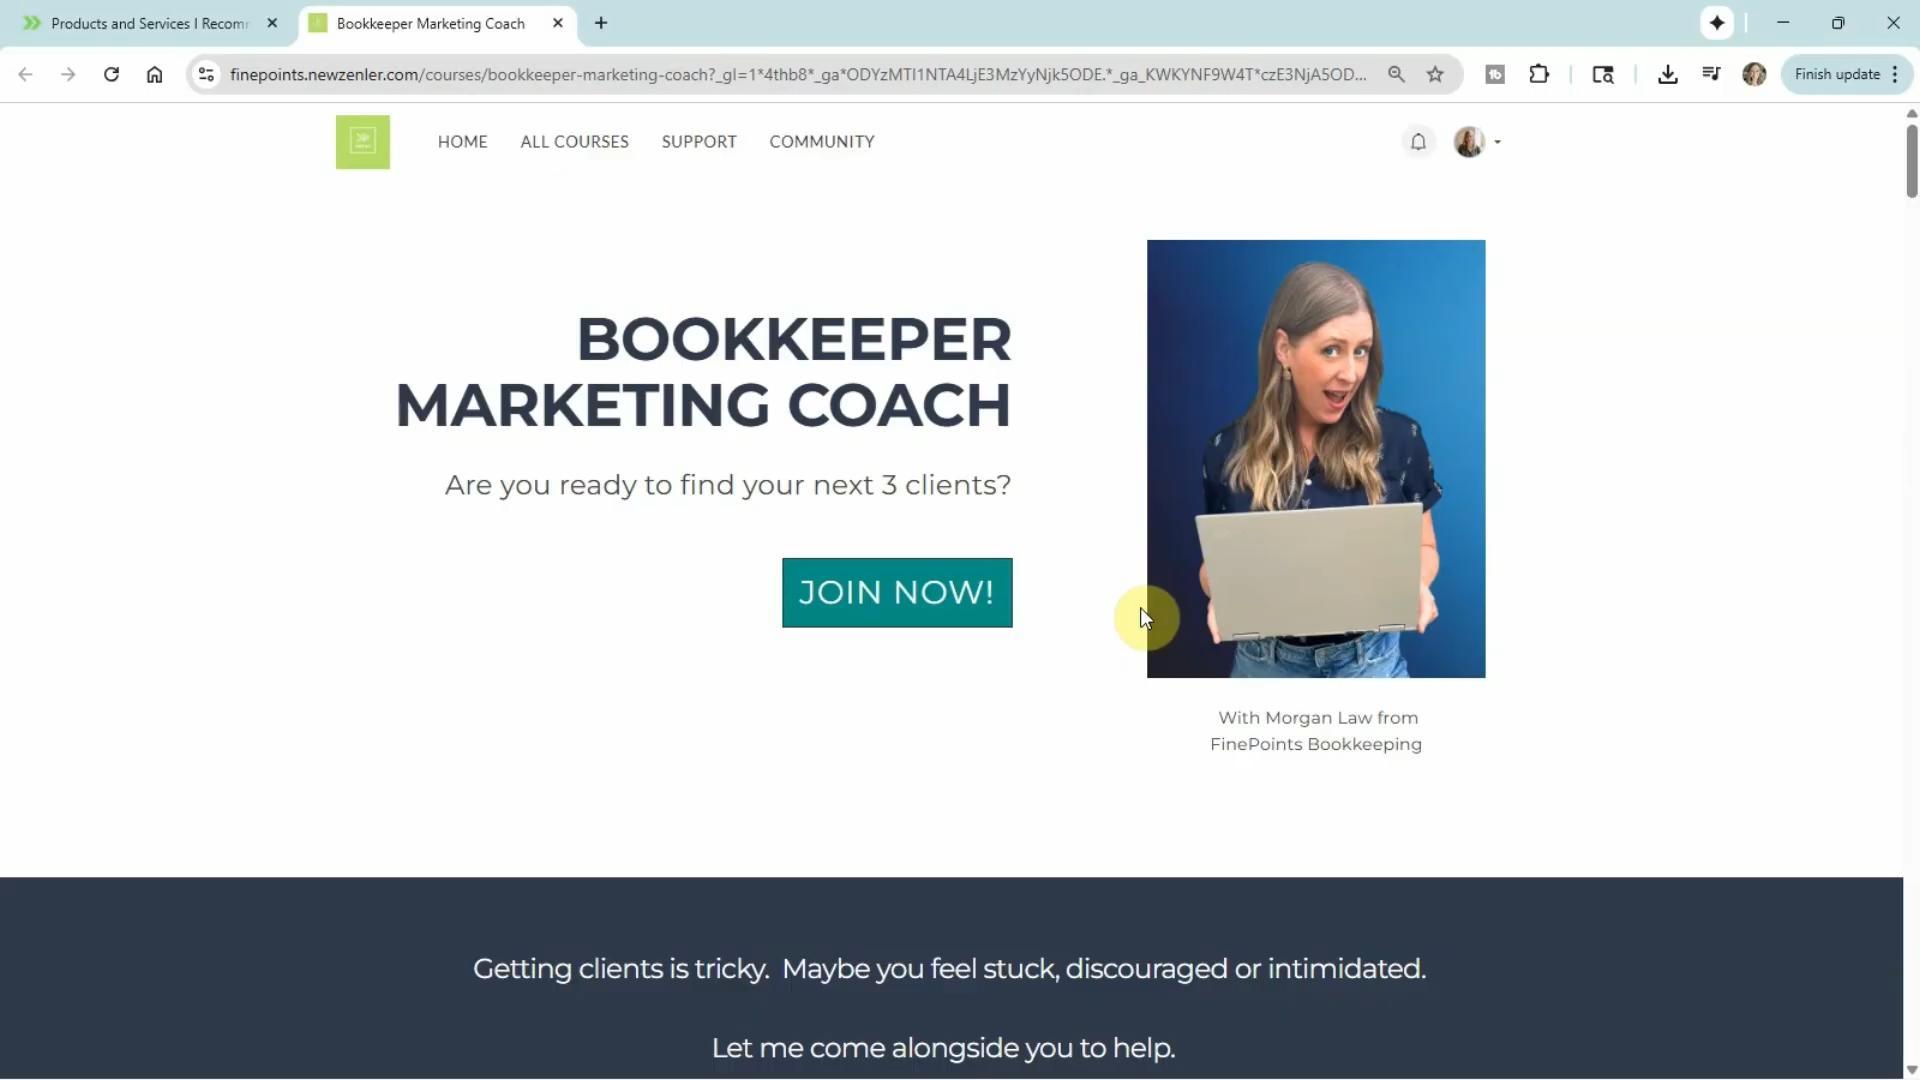 Products and Services I Recom
Bookkeeper Marketing Coach
finepoints.newzenler.com/courses/bookkeeper-marketing-coach?_gl=1*4thb8*_ga*ODYzMTI1NTA4LjE3MzYyNjk5ODE.*_ga_KWKYNF9W4T*czE3NjA5OD...
Finish update
HOME
ALL COURSES
SUPPORT
COMMUNITY
BOOKKEEPER
MARKETING COACH
Are you ready to find your next 3 clients?
JOIN NOW!
With Morgan Law from
FinePoints Bookkeeping
Getting clients is tricky. Maybe you feel stuck, discouraged or intimidated.
Let me come alongside you to help.